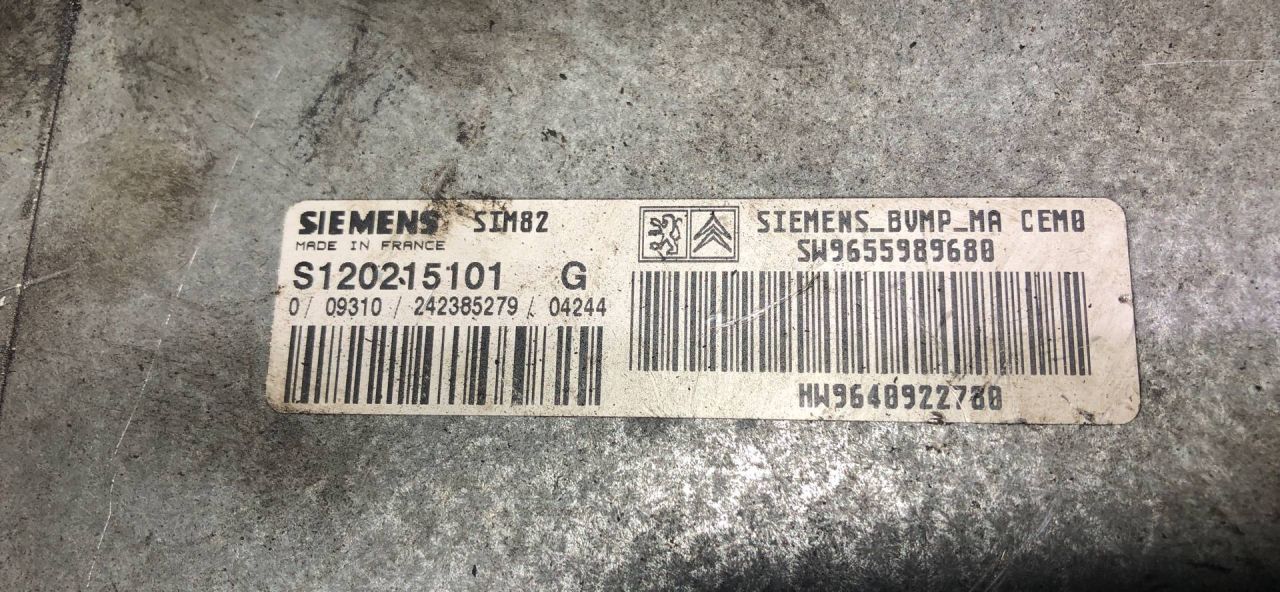 SIEMENS SIM82
MADE IN FRANCE
S120215101 G
0/ 09310 / 242385279 / 04244
SIEMENS_BVMP_MA CEM0
SW9655989680
HW9640922780